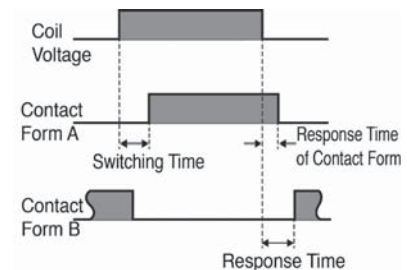 Coil
Voltage
Contact
Form A
Switching Time
Response Time
of Contact Form
Contact
Form B
Response Time